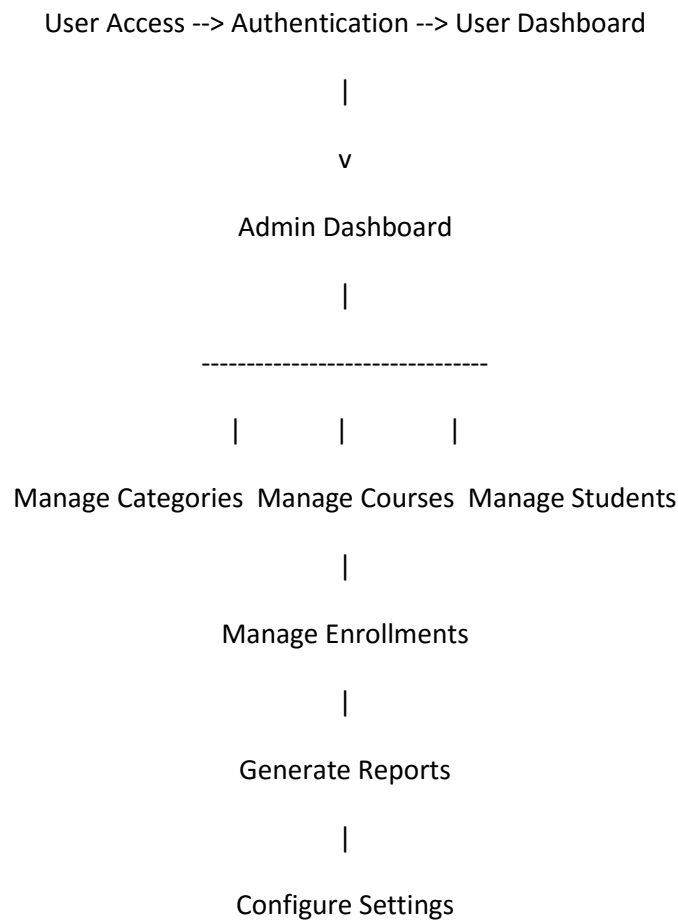 User Access --> Authentication --> User Dashboard
|
v
Admin Dashboard
|
--------------------------------
| | |
Manage Categories Manage Courses Manage Students
|
Manage Enrollments
|
Generate Reports
|
Configure Settings